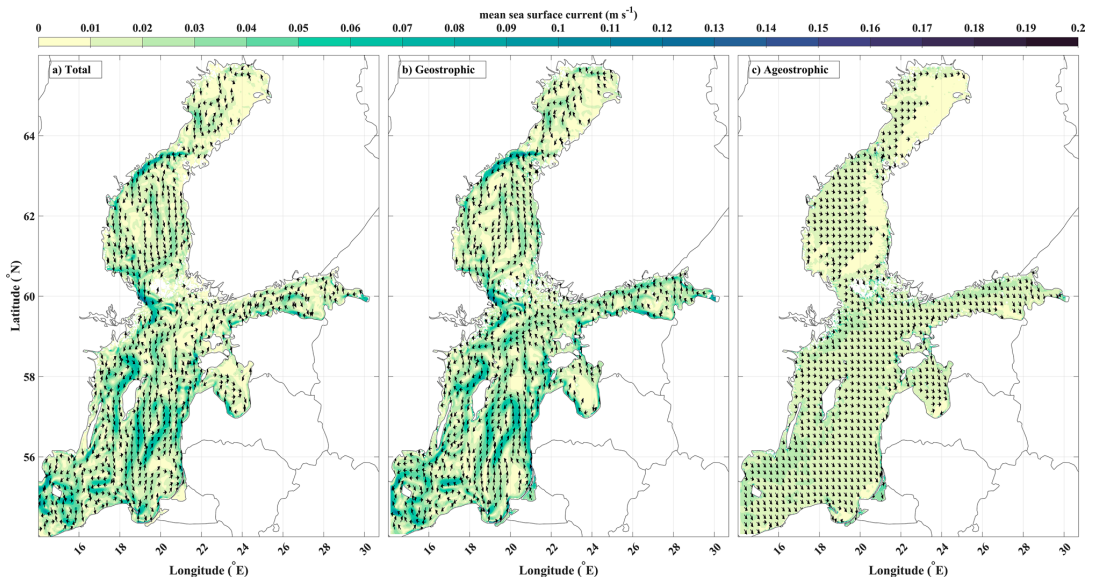 mean sea surface current (m s⁻¹)
0 0.01 0.02 0.03 0.04 0.05 0.06 0.07 0.08 0.09 0.1 0.11 0.12 0.13 0.14 0.15 0.16 0.17 0.18 0.19 0.2
a) Total b) Geostrophic c) Ageostrophic
64
62
60
58
56
Latitude (°N)
16 18 20 22 24 26 28 30 16 18 20 22 24 26 28 30 16 18 20 22 24 26 28 30
Longitude (°E) Longitude (°E) Longitude (°E)